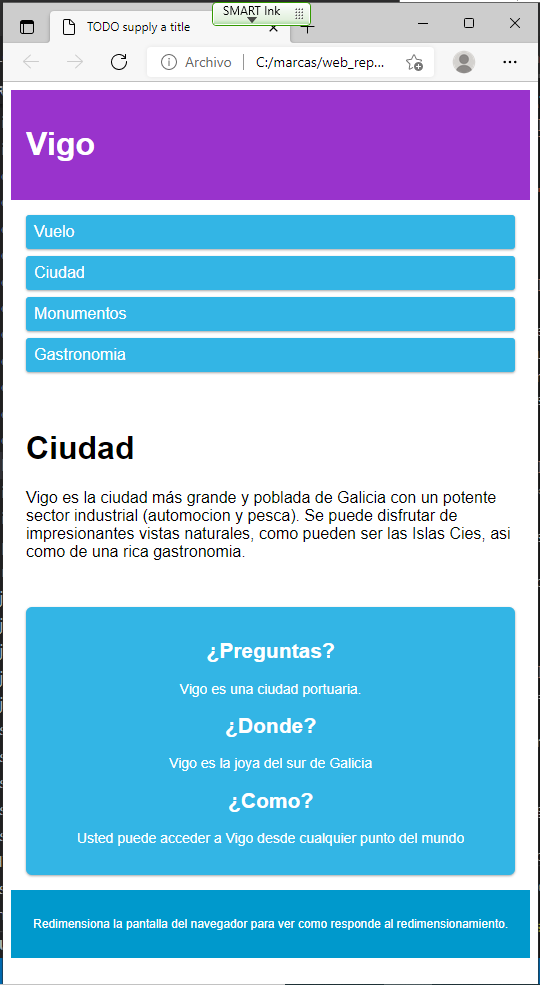 SMART Ink
TODO supply a title
Archivo
C:/marcas/web_rep...
Vigo
Vuelo
Ciudad
Monumentos
Gastronomia
Ciudad
Vigo es la ciudad más grande y poblada de Galicia con un potente
sector industrial (automocion y pesca). Se puede disfrutar de
impresionantes vistas naturales, como pueden ser las Islas Cies, asi
como de una rica gastronomia.
¿Preguntas?
Vigo es una ciudad portuaria.
¿Donde?
Vigo es la joya del sur de Galicia
¿Como?
Usted puede acceder a Vigo desde cualquier punto del mundo
Redimensiona la pantalla del navegador para ver como responde al redimensionamiento.